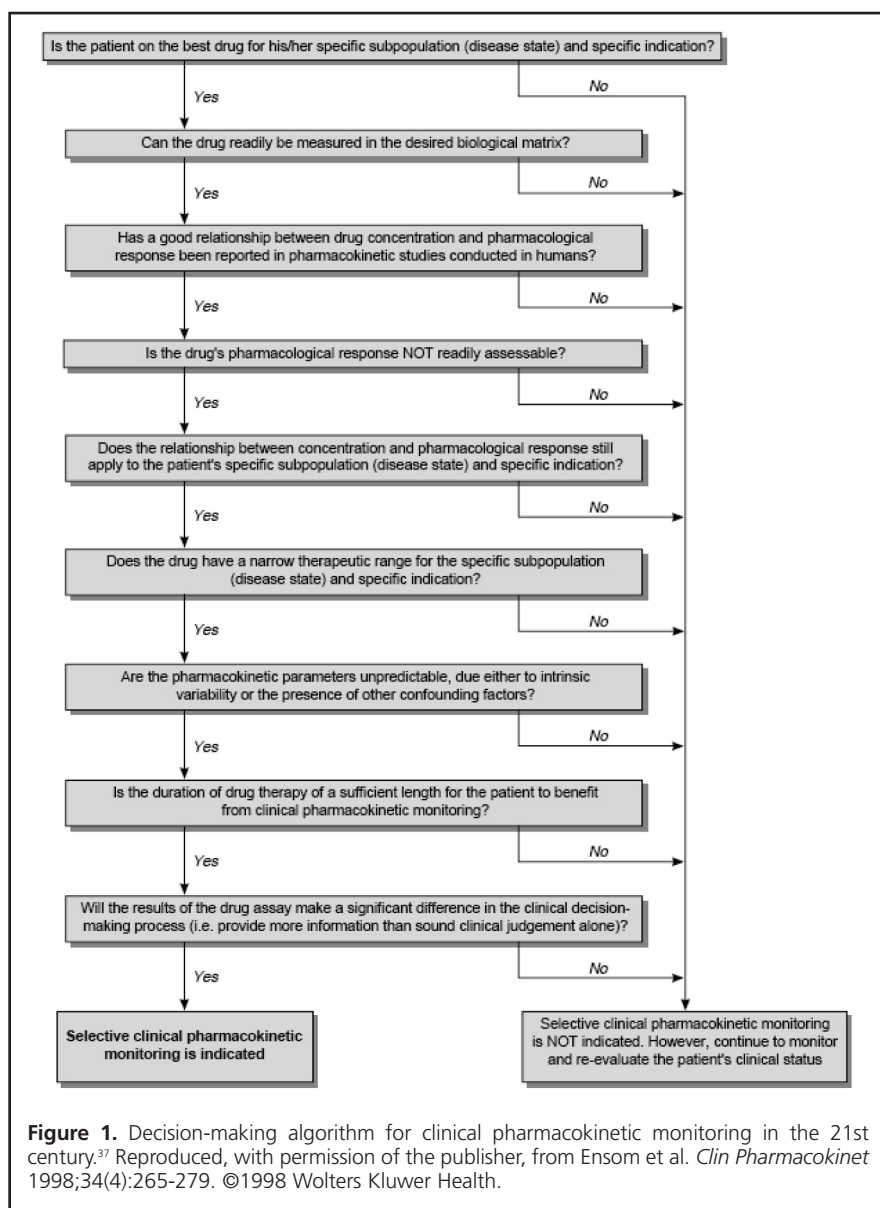 Is the patient on the best drug for his/her specific subpopulation (disease state) and specific indication?
Yes
No
Can the drug readily be measured in the desired biological matrix?
Yes
No
Has a good relationship between drug concentration and pharmacological
response been reported in pharmacokinetic studies conducted in humans?
Yes
No
Is the drug's pharmacological response NOT readily assessable?
Yes
No
Does the relationship between concentration and pharmacological response still
apply to the patient's specific subpopulation (disease state) and specific indication?
Yes
No
Does the drug have a narrow therapeutic range for the specific subpopulation
(disease state) and specific indication?
Yes
No
Are the pharmacokinetic parameters unpredictable, due either to intrinsic
variability or the presence of other confounding factors?
Yes
No
Is the duration of drug therapy of a sufficient length for the patient to benefit
from clinical pharmacokinetic monitoring?
Yes
No
Will the results of the drug assay make a significant difference in the clinical decision-
making process (i.e. provide more information than sound clinical judgement alone)?
Yes
No
Selective clinical pharmacokinetic
monitoring is indicated
Selective clinical pharmacokinetic monitoring
is NOT indicated. However, continue to monitor
and re-evaluate the patient's clinical status
Figure 1. Decision-making algorithm for clinical pharmacokinetic monitoring in the 21st
century.³⁷ Reproduced, with permission of the publisher, from Ensom et al. Clin Pharmacokinet
1998;34(4):265-279. ©1998 Wolters Kluwer Health.